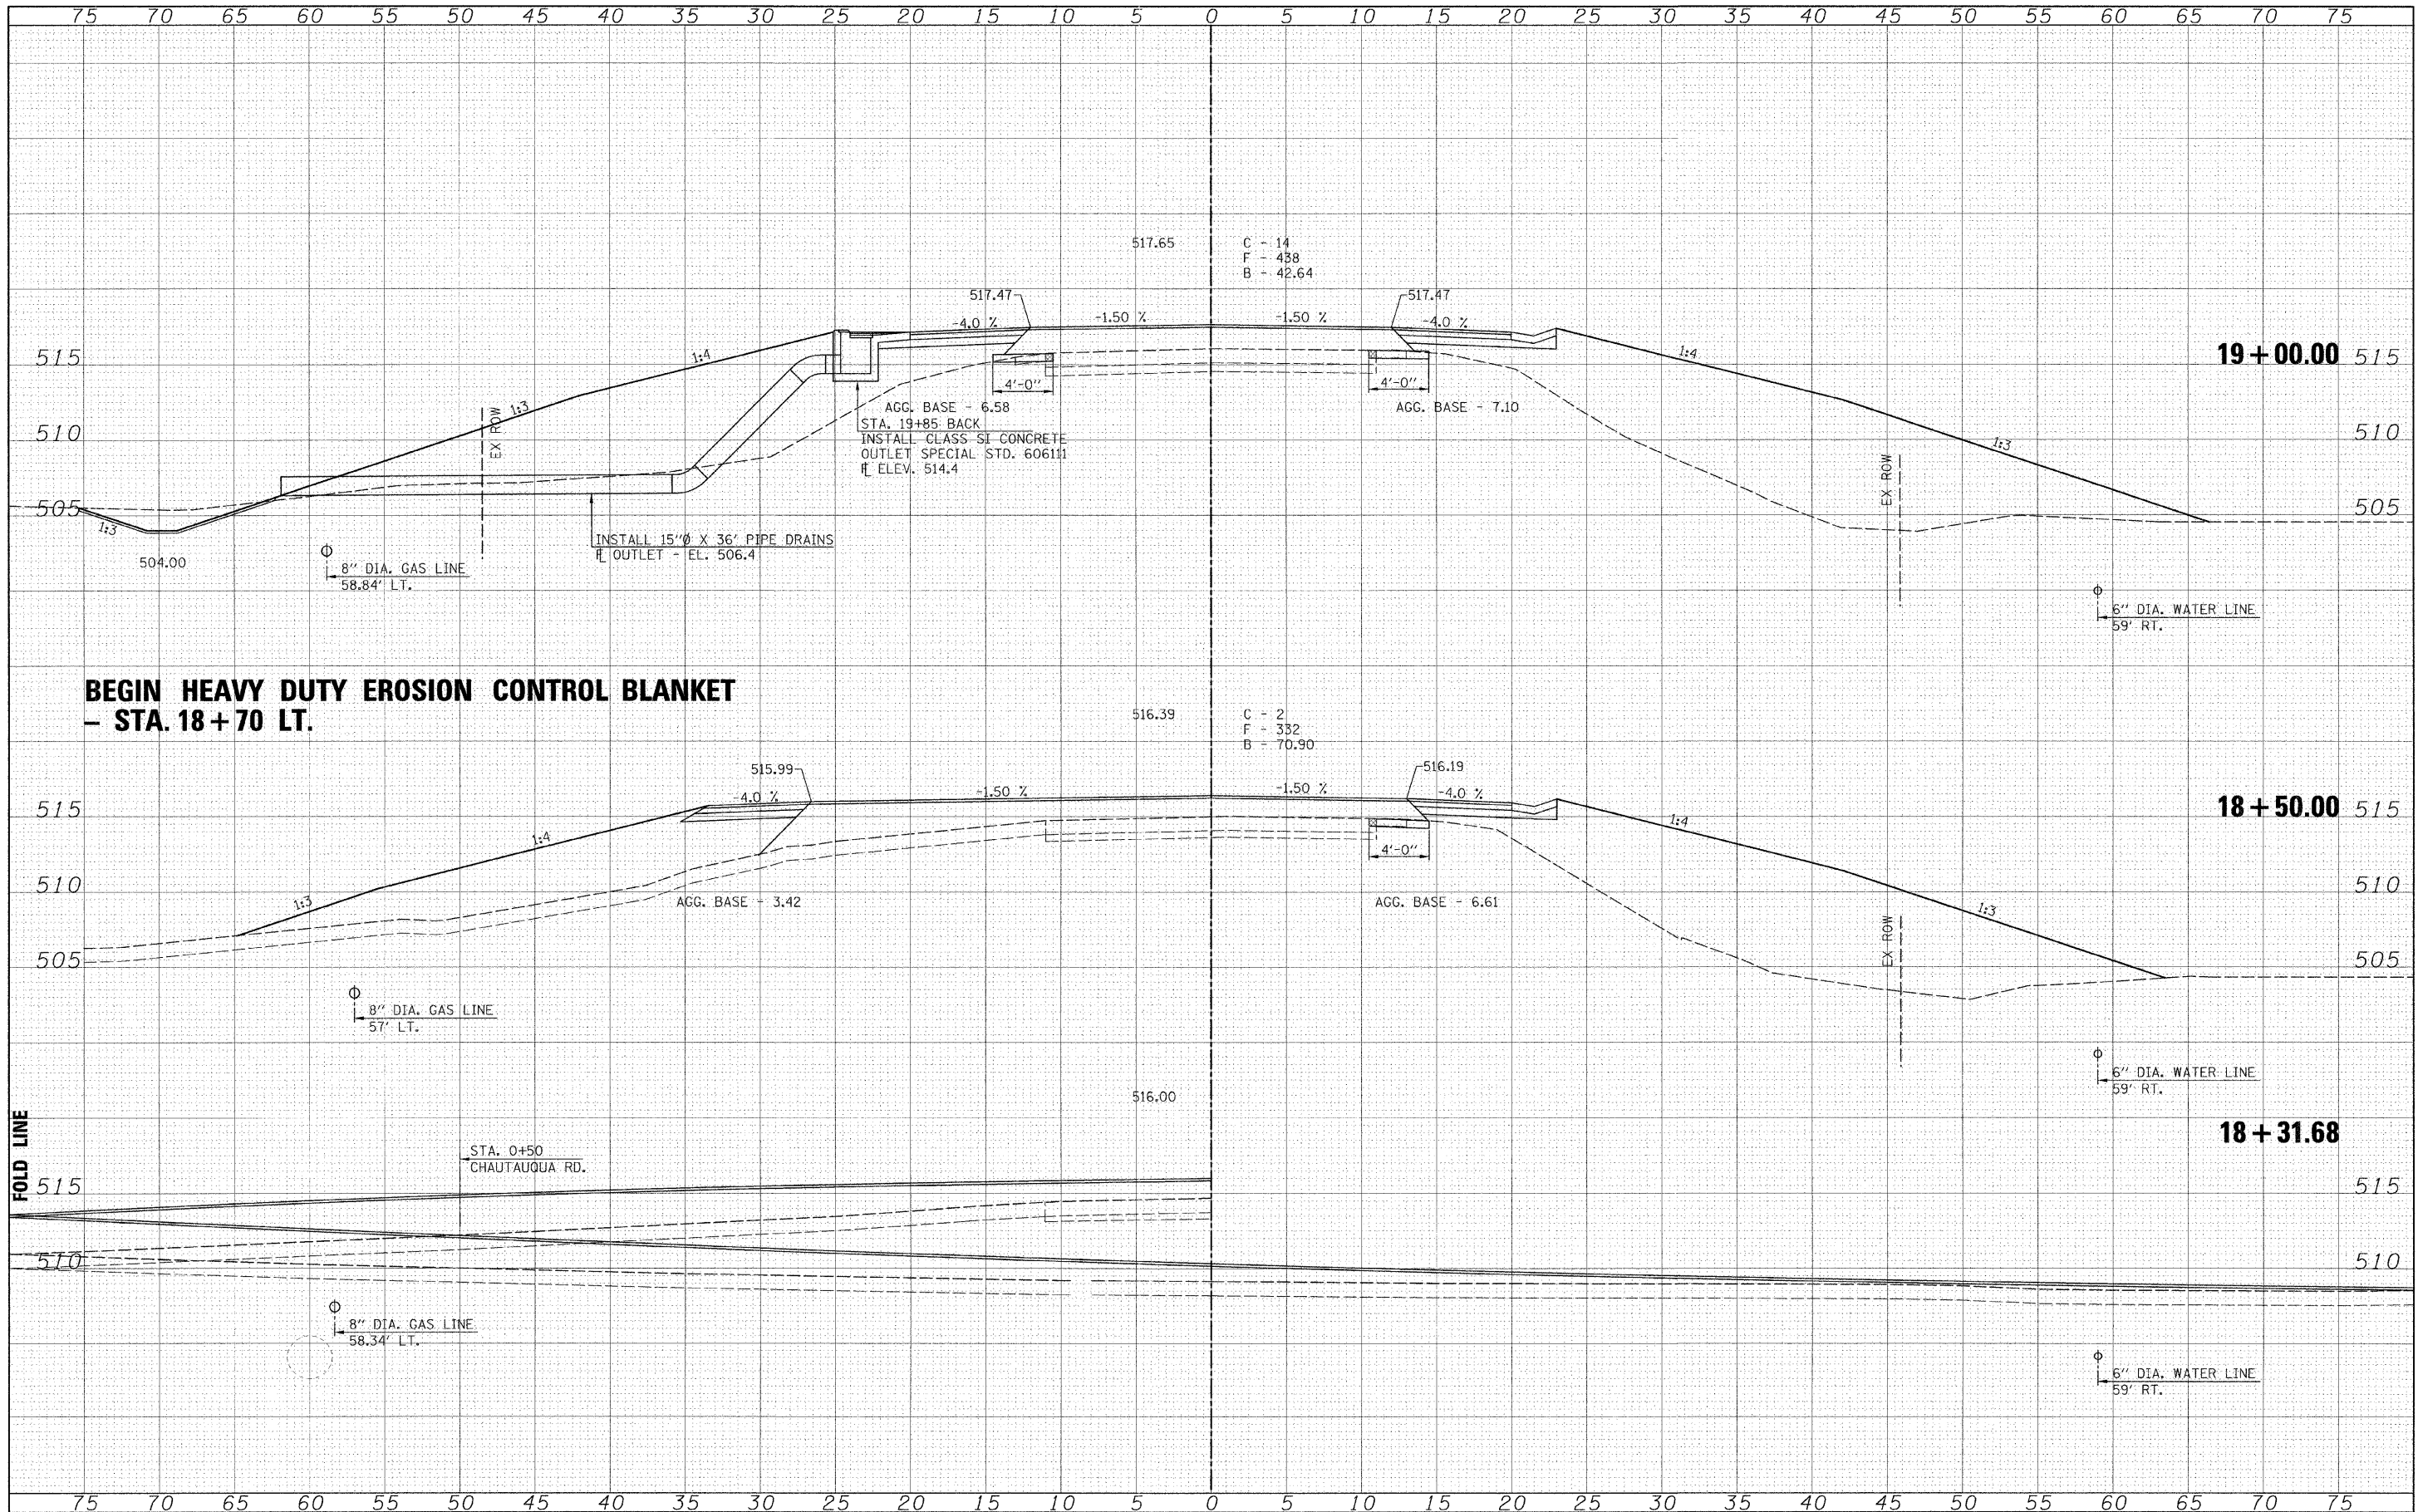 75 70 65 60 55 50 45 40 35 30 25 20 15 10 5 0 5 10 15 20 25 30 35 40 45 50 55 60 65 70 75
517.65
C - 14
F - 438
B - 42.64
517.47
517.47
-4.0 %
-1.50 %
-1.50 %
-4.0 %
1:4
1:4
515
19+00.00
515
4'-0"
4'-0"
1:3
EX ROW
AGG. BASE - 6.58
AGG. BASE - 7.10
STA. 19+85 BACK
INSTALL CLASS SI CONCRETE
OUTLET SPECIAL STD. 606111
℄ ELEV. 514.4
510
1:3
510
EX ROW
505
1:3
505
INSTALL 15"Ø X 36' PIPE DRAINS
℄ OUTLET - EL. 506.4
504.00
8" DIA. GAS LINE
58.84' LT.
6" DIA. WATER LINE
59' RT.
BEGIN HEAVY DUTY EROSION CONTROL BLANKET
- STA. 18+70 LT.
516.39
C - 2
F - 332
B - 70.90
515.99
516.19
-4.0 %
-1.50 %
-1.50 %
-4.0 %
515
18+50.00
515
1:4
1:4
4'-0"
510
510
1:3
AGG. BASE - 3.42
AGG. BASE - 6.61
1:3
EX ROW
505
505
8" DIA. GAS LINE
57' LT.
6" DIA. WATER LINE
59' RT.
516.00
FOLD LINE
18+31.68
STA. 0+50
CHAUTAUQUA RD.
515
515
510
510
8" DIA. GAS LINE
58.34' LT.
6" DIA. WATER LINE
59' RT.
75 70 65 60 55 50 45 40 35 30 25 20 15 10 5 0 5 10 15 20 25 30 35 40 45 50 55 60 65 70 75